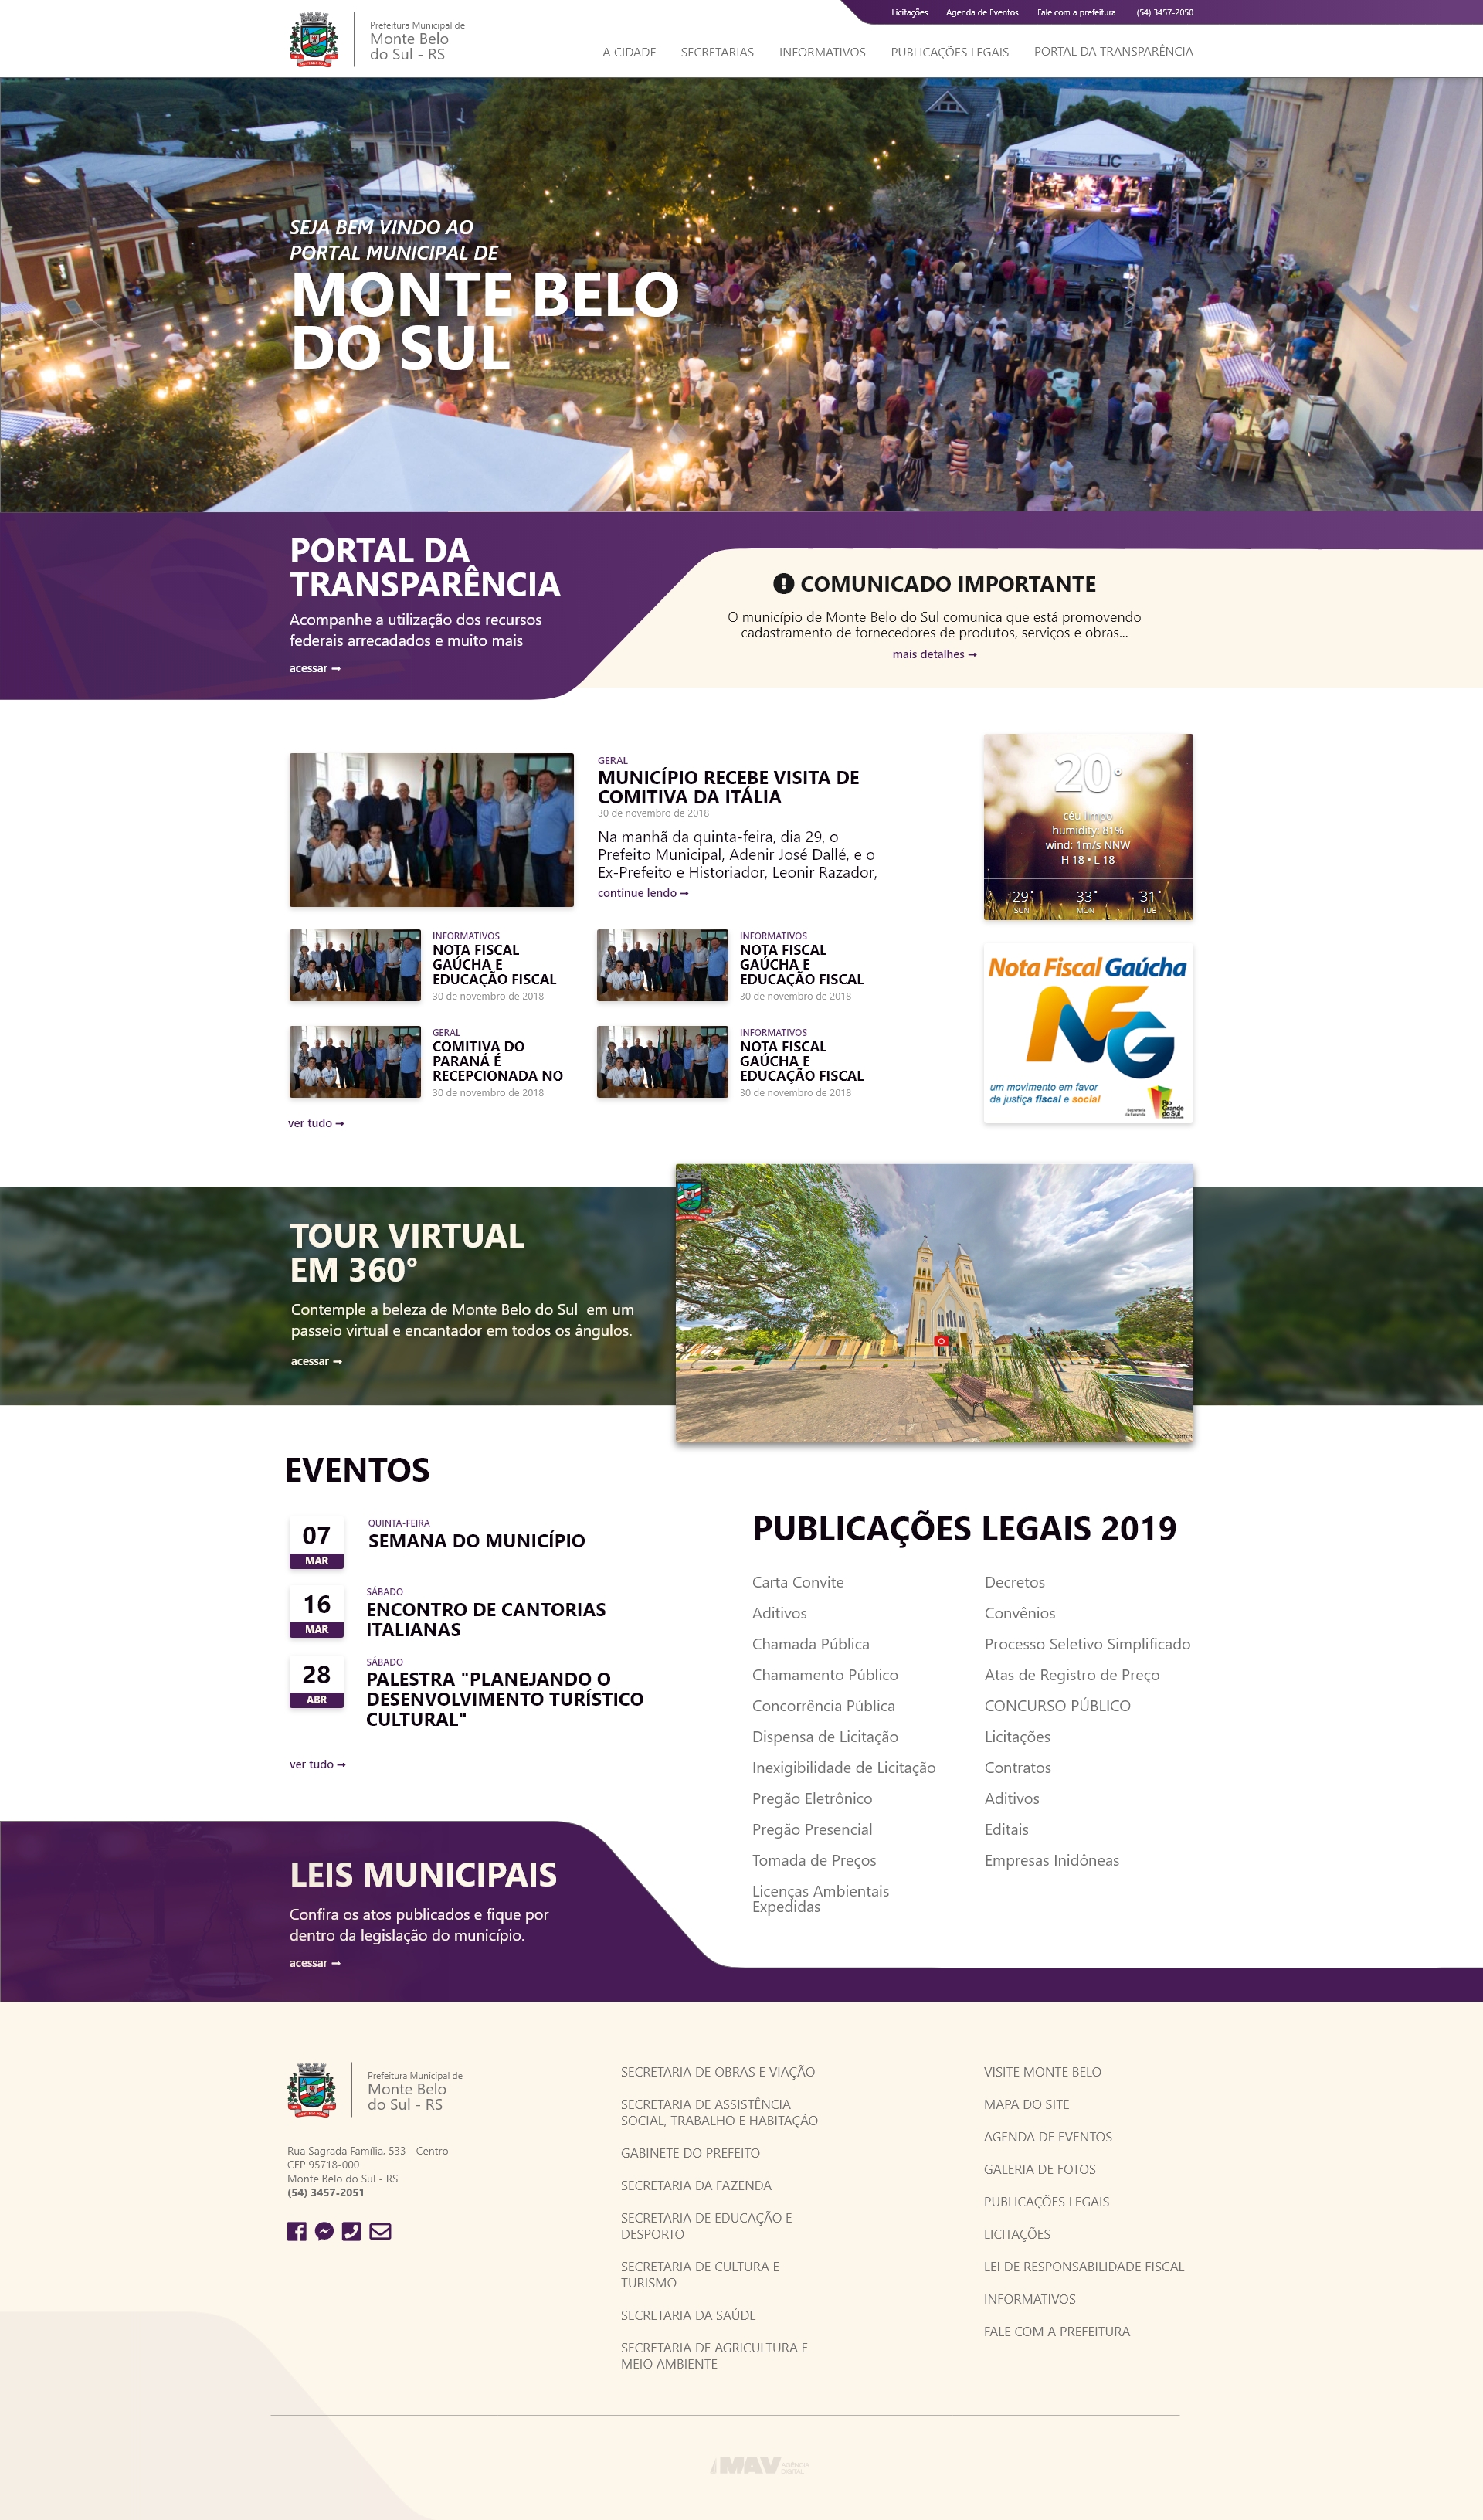 Licitações Agenda de Eventos Fale com a prefeitura (54) 3457-2050
Prefeitura Municipal de
Monte Belo
do Sul - RS
A CIDADE SECRETARIAS INFORMATIVOS PUBLICAÇÕES LEGAIS PORTAL DA TRANSPARÊNCIA
LIC
SEJA BEM VINDO AO
PORTAL MUNICIPAL DE
MONTE BELO
DO SUL
PORTAL DA
TRANSPARÊNCIA
Acompanhe a utilização dos recursos
federais arrecadados e muito mais
acessar ➞
COMUNICADO IMPORTANTE
O município de Monte Belo do Sul comunica que está promovendo
cadastramento de fornecedores de produtos, serviços e obras...
mais detalhes ➞
GERAL
MUNICÍPIO RECEBE VISITA DE
COMITIVA DA ITÁLIA
30 de novembro de 2018
Na manhã da quinta-feira, dia 29, o
Prefeito Municipal, Adenir José Dallé, e o
Ex-Prefeito e Historiador, Leonir Razador,
continue lendo ➞
INFORMATIVOS
NOTA FISCAL
GAÚCHA E
EDUCAÇÃO FISCAL
30 de novembro de 2018
INFORMATIVOS
NOTA FISCAL
GAÚCHA E
EDUCAÇÃO FISCAL
30 de novembro de 2018
GERAL
COMITIVA DO
PARANÁ É
RECEPCIONADA NO
30 de novembro de 2018
INFORMATIVOS
NOTA FISCAL
GAÚCHA E
EDUCAÇÃO FISCAL
30 de novembro de 2018
ver tudo ➞
20°
céu limpo
humidity: 81%
wind: 1m/s NNW
H 18 • L 18
29° 33° 31°
SUN MON TUE
Nota Fiscal Gaúcha
NFG
um movimento em favor
da justiça fiscal e social
Secretaria
da Fazenda
Rio
Grande
do Sul
TOUR VIRTUAL
EM 360°
Contemple a beleza de Monte Belo do Sul em um
passeio virtual e encantador em todos os ângulos.
acessar ➞
EVENTOS
07
MAR
QUINTA-FEIRA
SEMANA DO MUNICÍPIO
16
MAR
SÁBADO
ENCONTRO DE CANTORIAS
ITALIANAS
28
ABR
SÁBADO
PALESTRA "PLANEJANDO O
DESENVOLVIMENTO TURÍSTICO
CULTURAL"
ver tudo ➞
PUBLICAÇÕES LEGAIS 2019
Carta Convite
Aditivos
Chamada Pública
Chamamento Público
Concorrência Pública
Dispensa de Licitação
Inexigibilidade de Licitação
Pregão Eletrônico
Pregão Presencial
Tomada de Preços
Licenças Ambientais
Expedidas
Decretos
Convênios
Processo Seletivo Simplificado
Atas de Registro de Preço
CONCURSO PÚBLICO
Licitações
Contratos
Aditivos
Editais
Empresas Inidôneas
LEIS MUNICIPAIS
Confira os atos publicados e fique por
dentro da legislação do município.
acessar ➞
Prefeitura Municipal de
Monte Belo
do Sul - RS
Rua Sagrada Família, 533 - Centro
CEP 95718-000
Monte Belo do Sul - RS
(54) 3457-2051
SECRETARIA DE OBRAS E VIAÇÃO
SECRETARIA DE ASSISTÊNCIA
SOCIAL, TRABALHO E HABITAÇÃO
GABINETE DO PREFEITO
SECRETARIA DA FAZENDA
SECRETARIA DE EDUCAÇÃO E
DESPORTO
SECRETARIA DE CULTURA E
TURISMO
SECRETARIA DA SAÚDE
SECRETARIA DE AGRICULTURA E
MEIO AMBIENTE
VISITE MONTE BELO
MAPA DO SITE
AGENDA DE EVENTOS
GALERIA DE FOTOS
PUBLICAÇÕES LEGAIS
LICITAÇÕES
LEI DE RESPONSABILIDADE FISCAL
INFORMATIVOS
FALE COM A PREFEITURA
MAV AGÊNCIA
DIGITAL